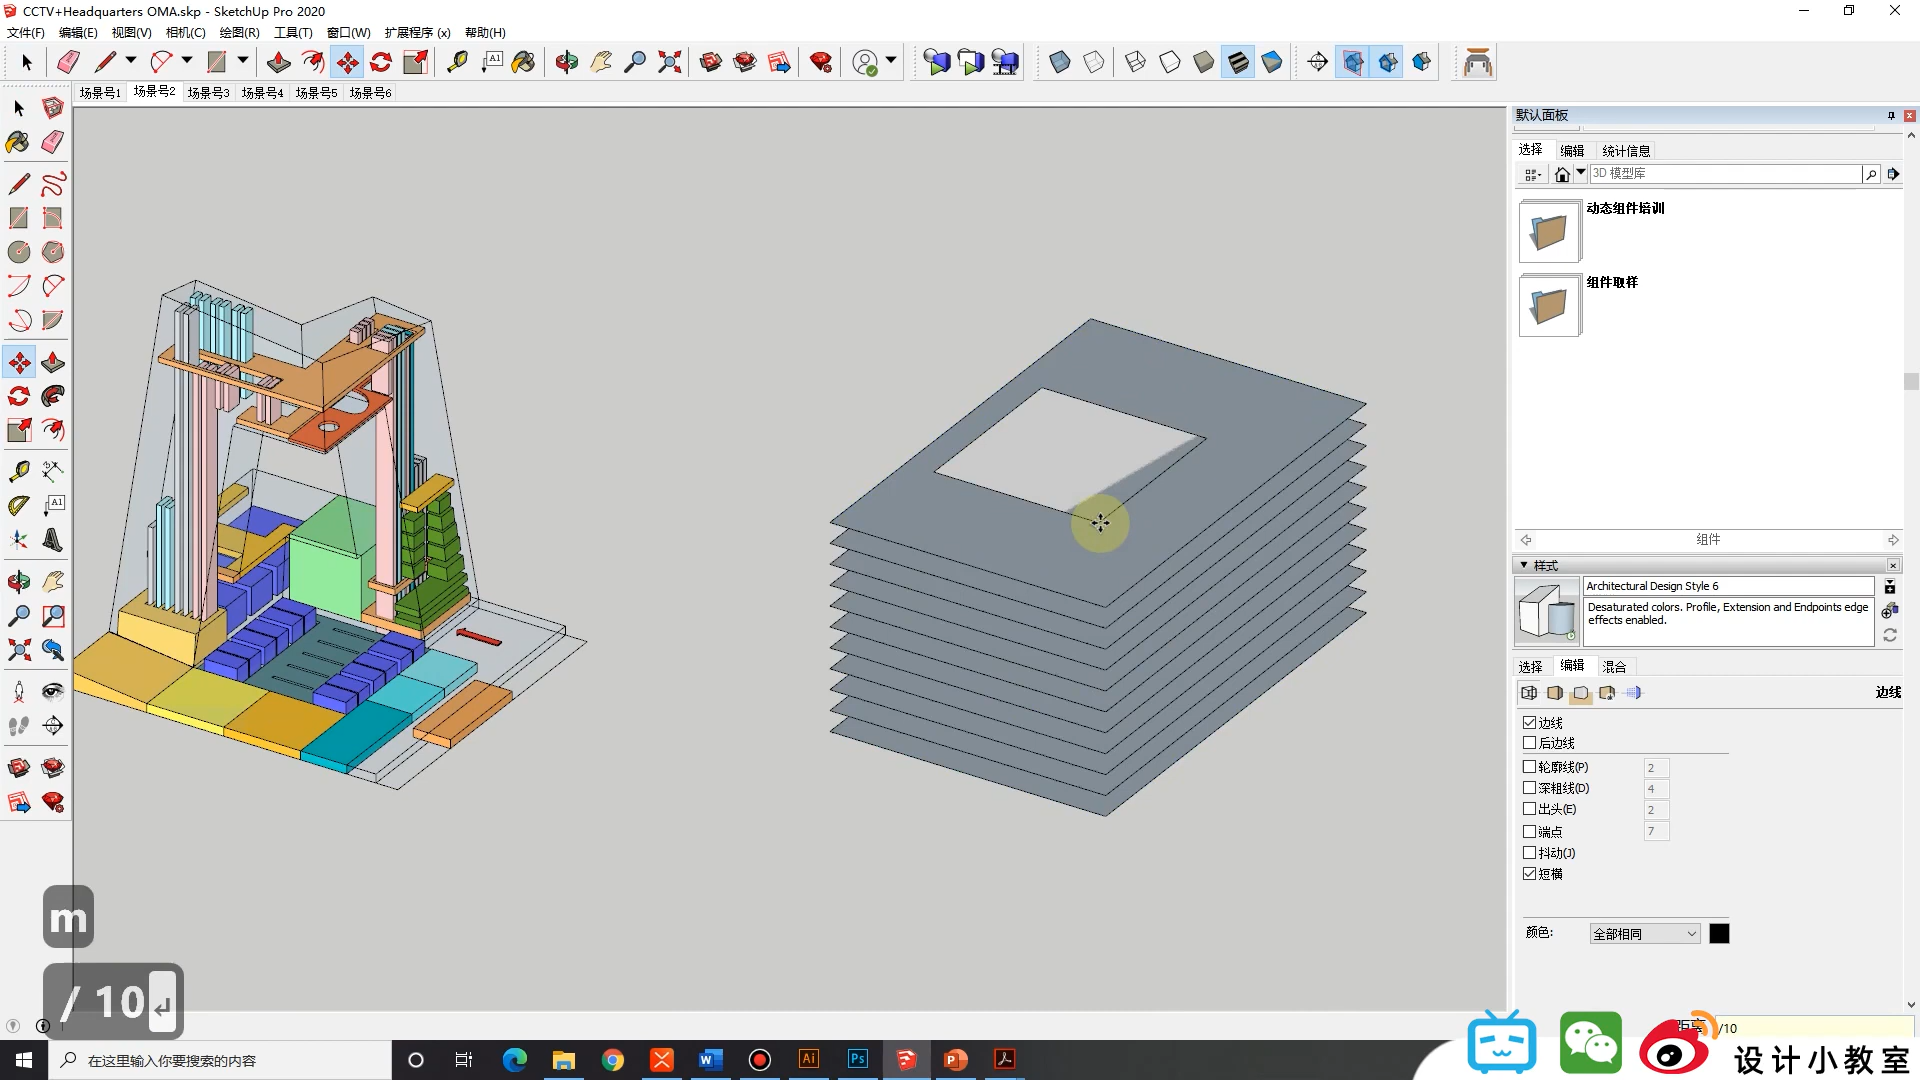 CCTV+Headquarters OMA.skp - SketchUp Pro 2020
文件(F) 编辑(E) 视图(V) 相机(C) 绘图(R) 工具(T) 窗口(W) 扩展程序 (x) 帮助(H)
A1
场景号1 场景号2 场景号3 场景号4 场景号5 场景号6
默认面板
选择 编辑 统计信息
3D 模型库
动态组件培训
组件取样
A1
组件
样式
Architectural Design Style 6
Desaturated colors. Profile, Extension and Endpoints edge
effects enabled.
选择 编辑 混合
边线
边线
后边线
轮廓线(P) 2
深粗线(D) 4
出头(E) 2
端点 7
抖动(J)
短横
颜色: 全部相同
m
/ 10
距离 /10
在这里输入你要搜索的内容
Ai
Ps
设计小教室